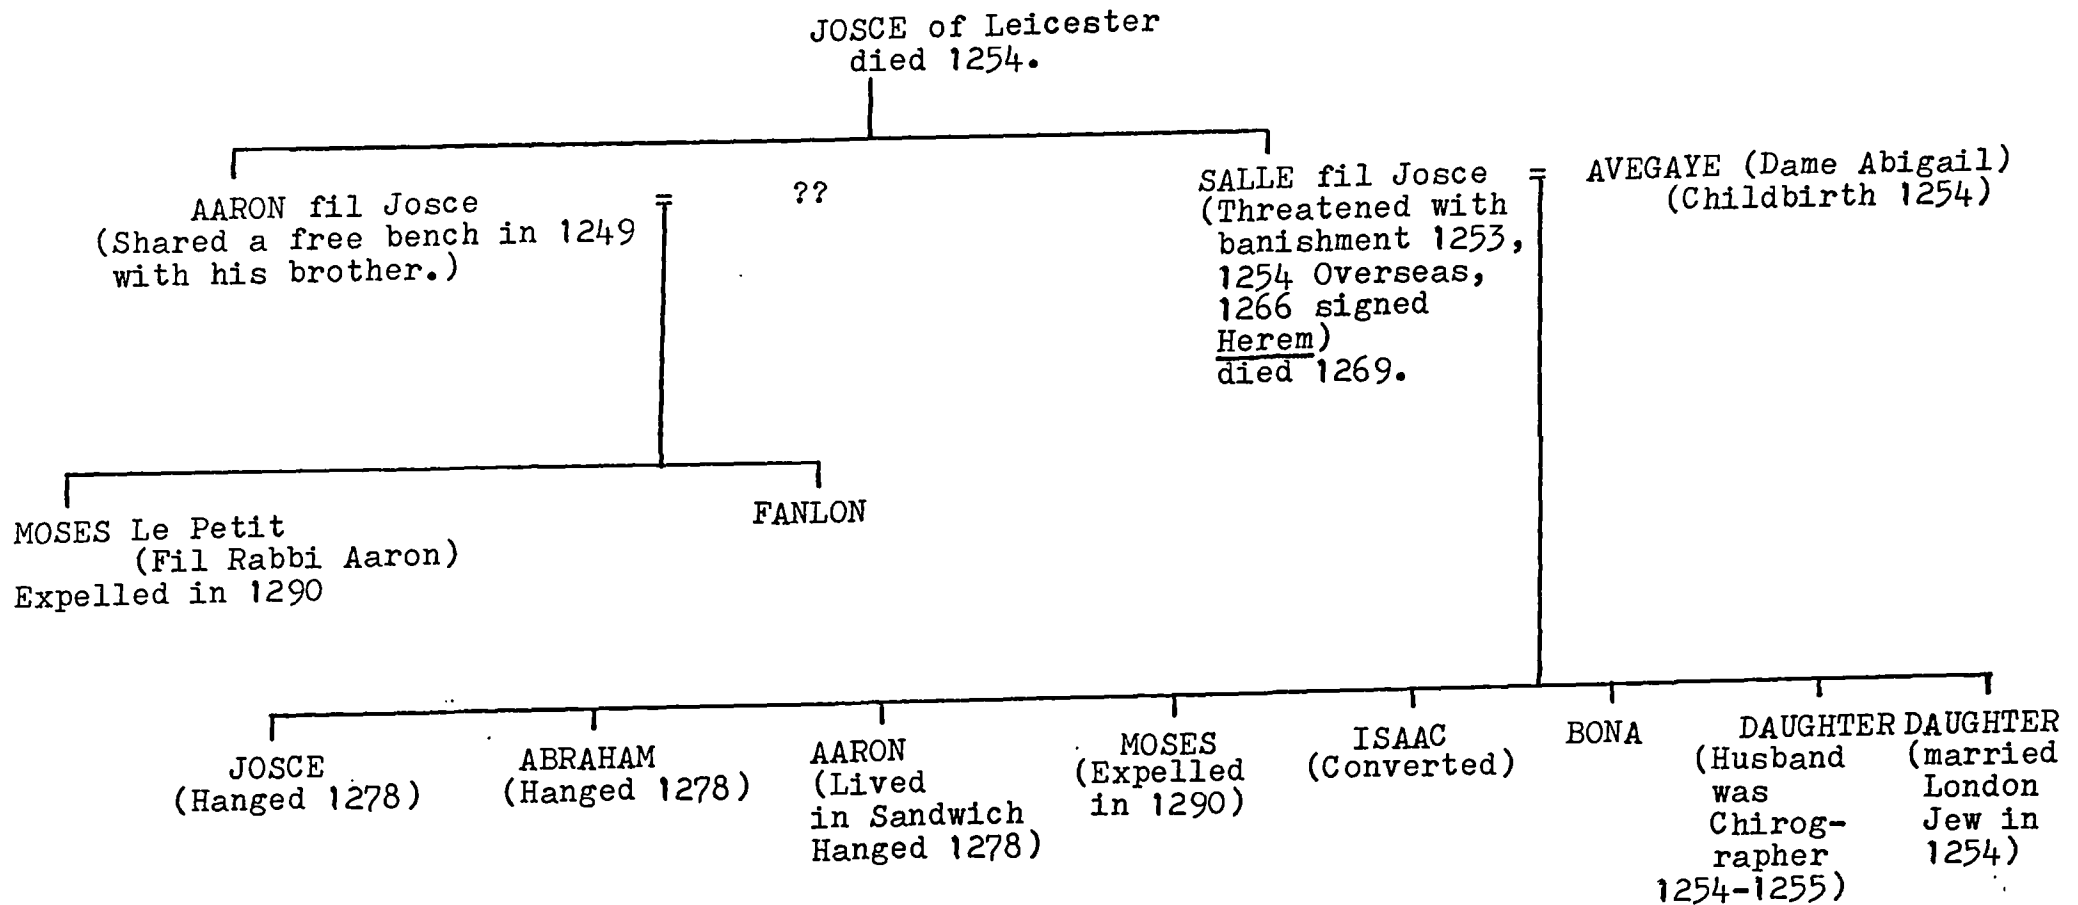 JOSCE of Leicester
died 1254.
AARON fil Josce
(Shared a free bench in 1249
with his brother.)
=
??
SALLE fil Josce
(Threatened with
banishment 1253,
1254 Overseas,
1266 signed
Herem)
died 1269.
=
AVEGAYE (Dame Abigail)
(Childbirth 1254)
MOSES Le Petit
(Fil Rabbi Aaron)
Expelled in 1290
FANLON
JOSCE
(Hanged 1278)
ABRAHAM
(Hanged 1278)
AARON
(Lived
in Sandwich
Hanged 1278)
MOSES
(Expelled
in 1290)
ISAAC
(Converted)
BONA
DAUGHTER
(Husband
was
Chirog-
rapher
1254-1255)
DAUGHTER
(married
London
Jew in
1254)